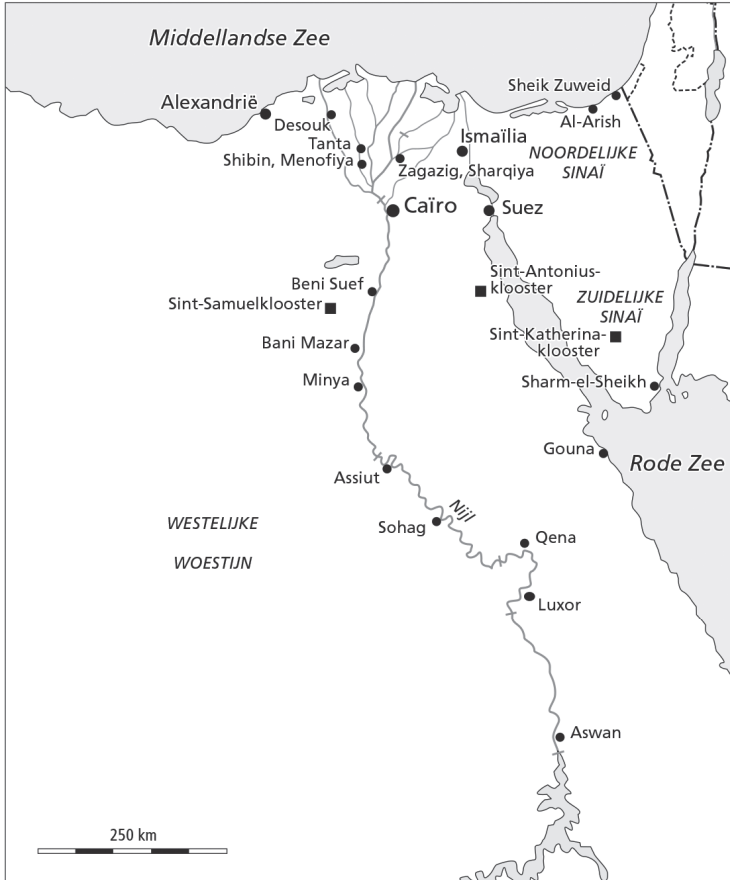 Middellandse Zee
Sheik Zuweid
Alexandrië
Al-Arish
Desouk
Ismaïlia
Tanta
NOORDELIJKE
SINAÏ
Shibin, Menofiya
Zagazig, Sharqiya
Caïro
Suez
Sint-Antonius-
klooster
Beni Suef
ZUIDELIJKE
SINAÏ
Sint-Samuelklooster
Sint-Katherina-
klooster
Bani Mazar
Minya
Sharm-el-Sheikh
Gouna
Rode Zee
Assiut
Nijl
WESTELIJKE
WOESTIJN
Sohag
Qena
Luxor
Aswan
250 km